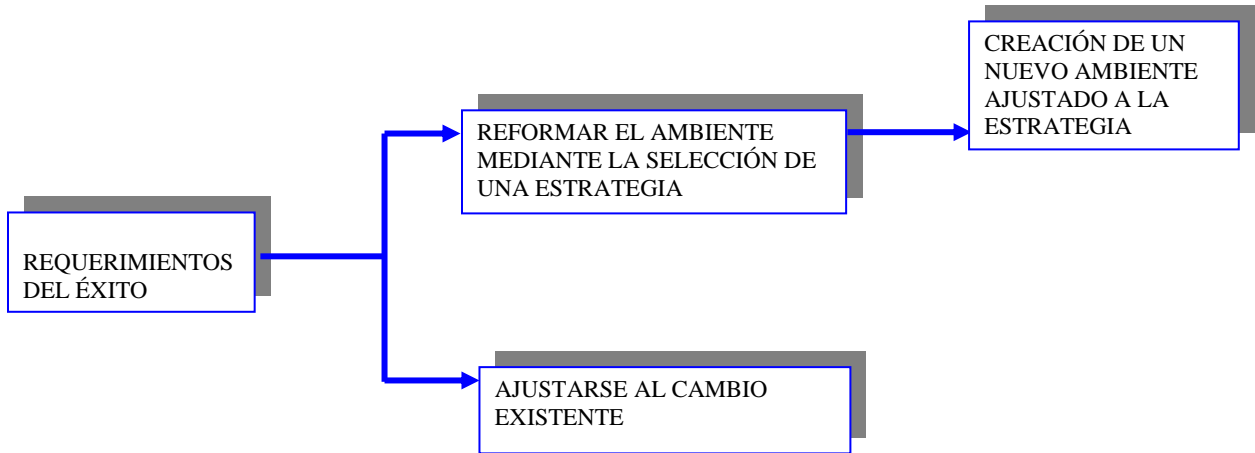 REQUERIMIENTOS
DEL ÉXITO
REFORMAR EL AMBIENTE
MEDIANTE LA SELECCIÓN DE
UNA ESTRATEGIA
CREACIÓN DE UN
NUEVO AMBIENTE
AJUSTADO A LA
ESTRATEGIA
AJUSTARSE AL CAMBIO
EXISTENTE